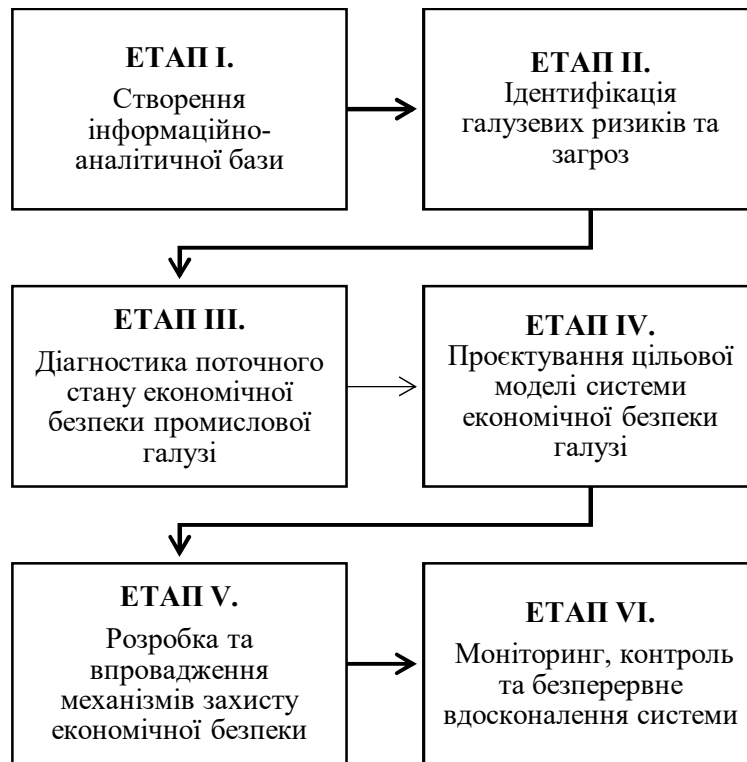 ЕТАП I.
Створення
інформаційно-
аналітичної бази
ЕТАП II.
Ідентифікація
галузевих ризиків та
загроз
ЕТАП III.
Діагностика поточного
стану економічної
безпеки промислової
галузі
ЕТАП IV.
Проєктування цільової
моделі системи
економічної безпеки
галузі
ЕТАП V.
Розробка та
впровадження
механізмів захисту
економічної безпеки
ЕТАП VI.
Моніторинг, контроль
та безперервне
вдосконалення системи